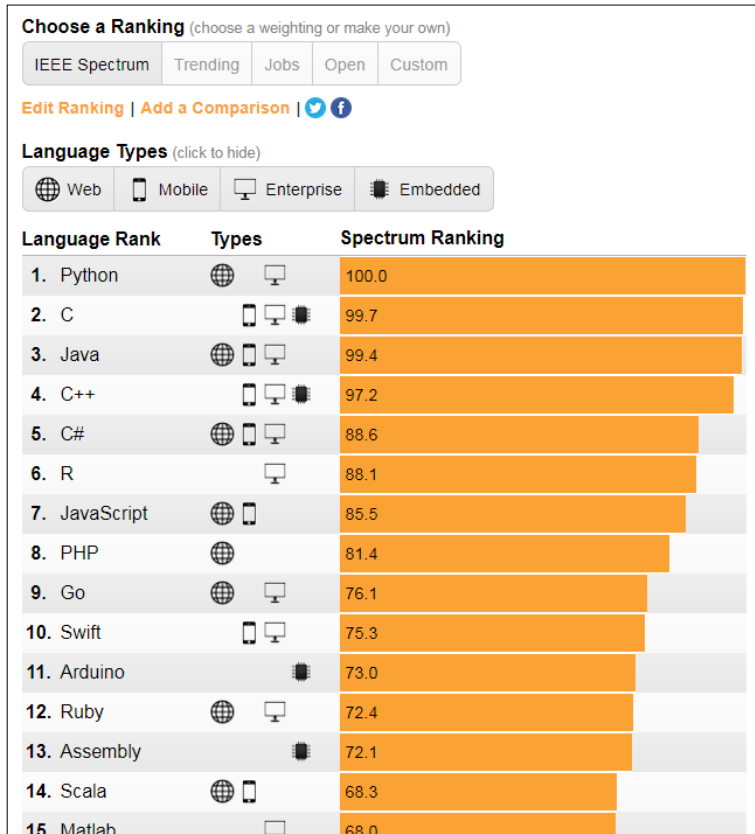 Choose a Ranking (choose a weighting or make your own)
IEEE Spectrum Trending Jobs Open Custom
Edit Ranking | Add a Comparison |
Language Types (click to hide)
Web Mobile Enterprise Embedded
Language Rank Types Spectrum Ranking
1. Python 100.0
2. C 99.7
3. Java 99.4
4. C++ 97.2
5. C# 88.6
6. R 88.1
7. JavaScript 85.5
8. PHP 81.4
9. Go 76.1
10. Swift 75.3
11. Arduino 73.0
12. Ruby 72.4
13. Assembly 72.1
14. Scala 68.3
15. Matlab 68.0